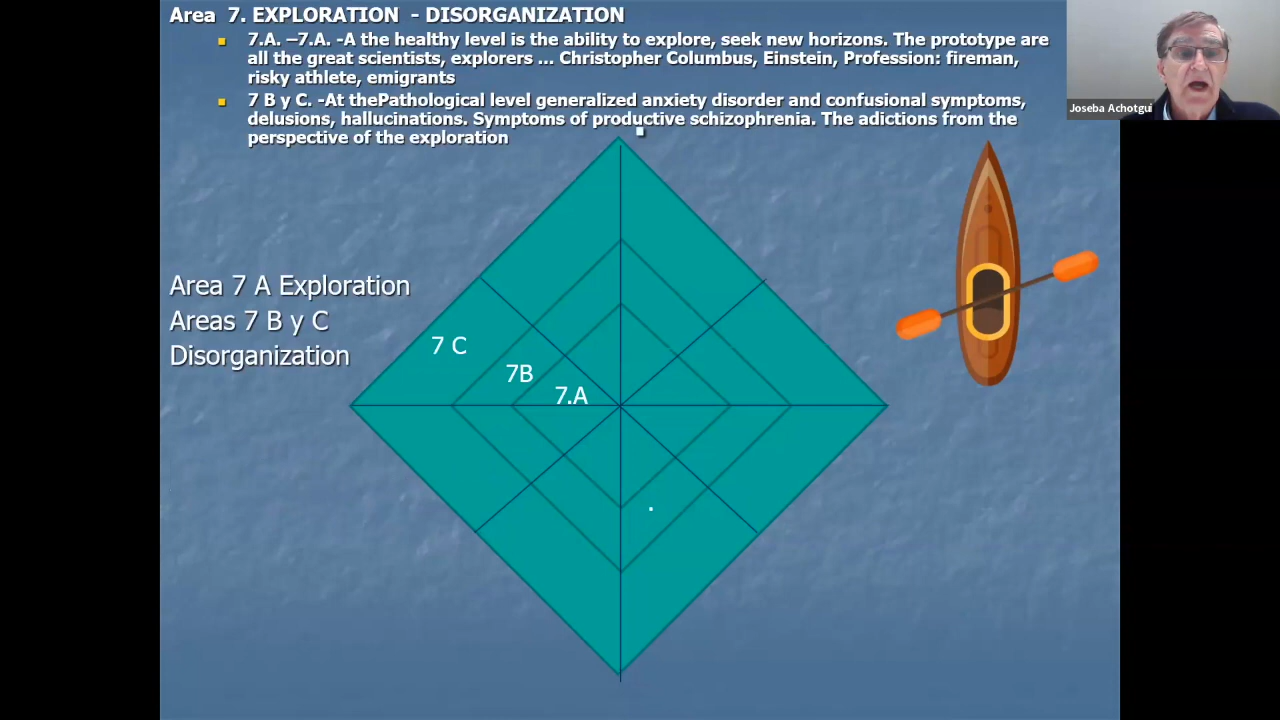 Area  7. EXPLORATION  - DISORGANIZATION
7.A. –7.A. -A the healthy level is the ability to explore, seek new horizons. The prototype are
all the great scientists, explorers ... Christopher Columbus, Einstein, Profession: fireman,
risky athlete, emigrants
7 B y C. -At thePathological level generalized anxiety disorder and confusional symptoms,
delusions, hallucinations. Symptoms of productive schizophrenia. The adictions from the
perspective of the exploration
Joseba Achotgui
Area 7 A Exploration
Areas 7 B y C
Disorganization
7 C
7B
7.A
.